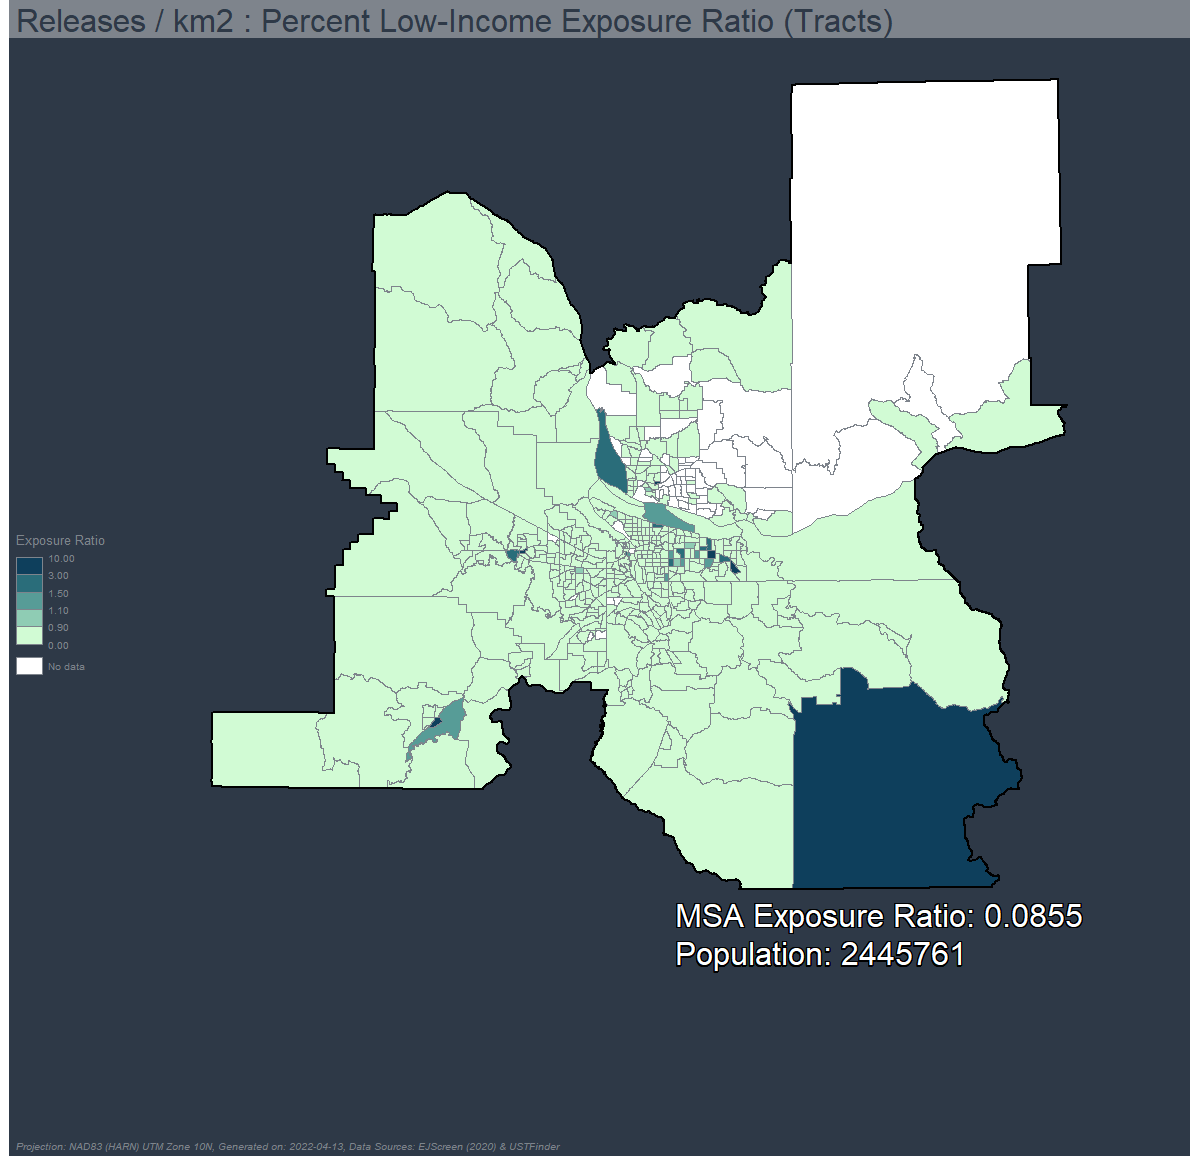 Releases / km2 : Percent Low-Income Exposure Ratio (Tracts)
Exposure Ratio
10.00
3.00
1.50
1.10
0.90
0.00
No data
MSA Exposure Ratio: 0.0855
Population: 2445761
Projection: NAD83 (HARN) UTM Zone 10N, Generated on: 2022-04-13, Data Sources: EJScreen (2020) & USTFinder